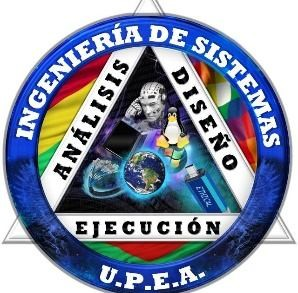 INGENIERÍA DE SISTEMAS
ANÁLISIS
DISEÑO
EJECUCIÓN
U.P.E.A.